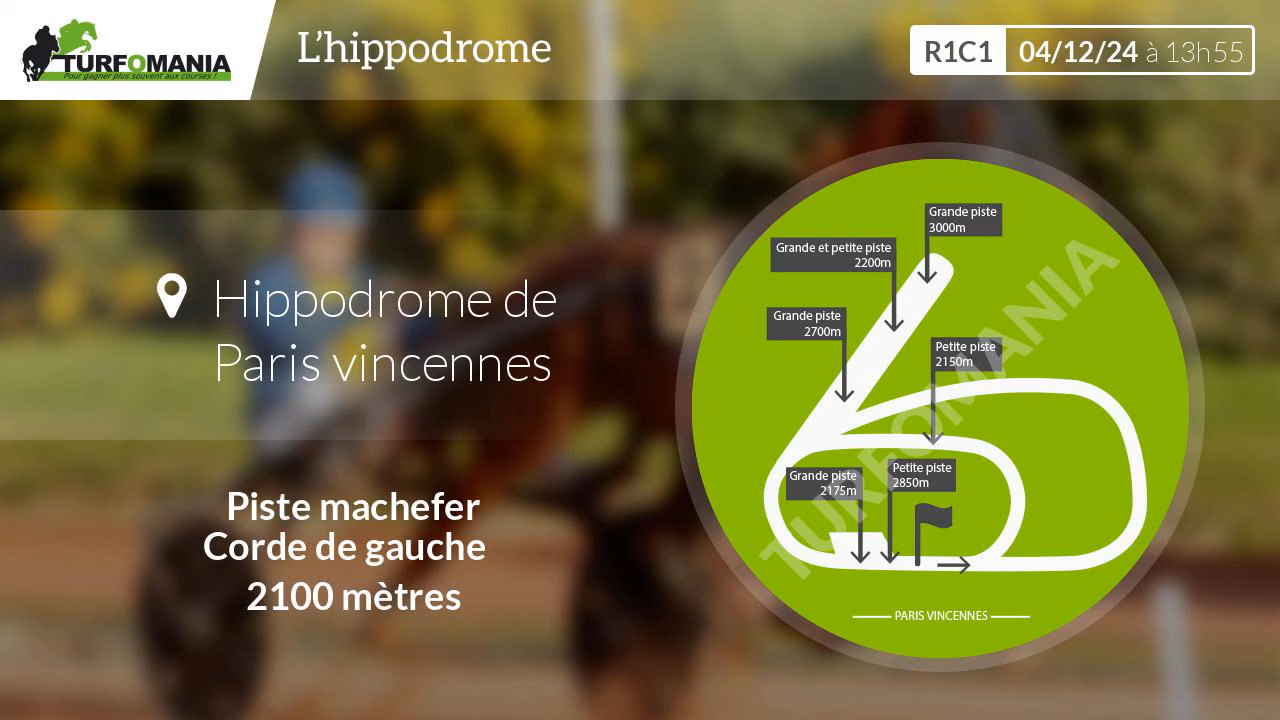 TURFOMANIA
Pour gagner plus souvent aux courses !
L'hippodrome
R1C1 04/12/24 à 13h55
Hippodrome de
Paris vincennes
Piste machefer
Corde de gauche
2100 mètres
Grande piste
3000m
Grande et petite piste
2200m
Grande piste
2700m
Petite piste
2150m
Grande piste
2175m
Petite piste
2850m
TURFOMANIA
PARIS VINCENNES